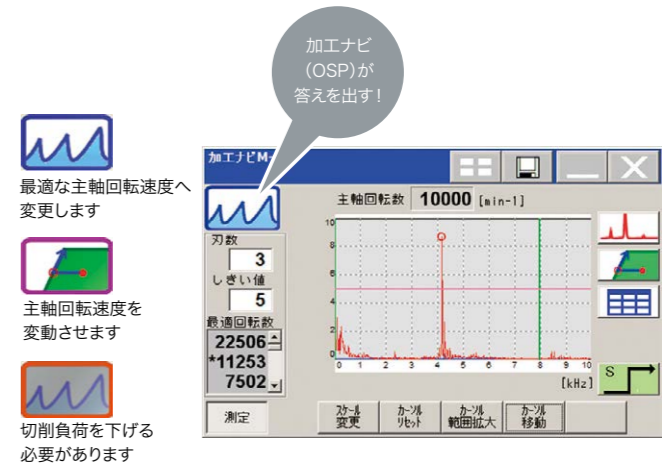 加工ナビ
（OSP）が
答えを出す！
最適な主軸回転速度へ
変更します
主軸回転速度を
変動させます
切削負荷を下げる
必要があります
加工ナビM-
主軸回転数 10000 [min-1]
刃数
3
しきい値
5
最適回転数
22506
*11253
7502
10
8
6
4
2
0
0 1 2 3 4 5 6 7 8 9 10
[kHz]
S
測定
スケール
変更
カーソル
リセット
カーソル
範囲拡大
カーソル
移動